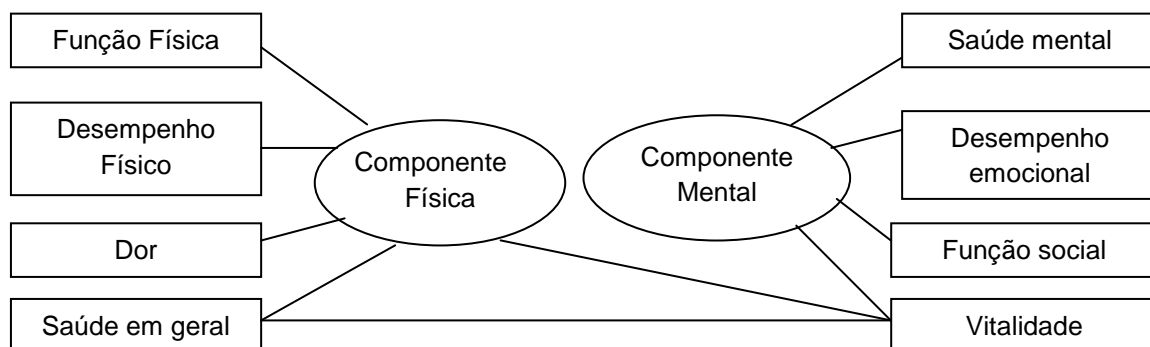 Função Física
Saúde mental
Desempenho
Físico
Componente
Física
Componente
Mental
Desempenho
emocional
Dor
Função social
Saúde em geral
Vitalidade